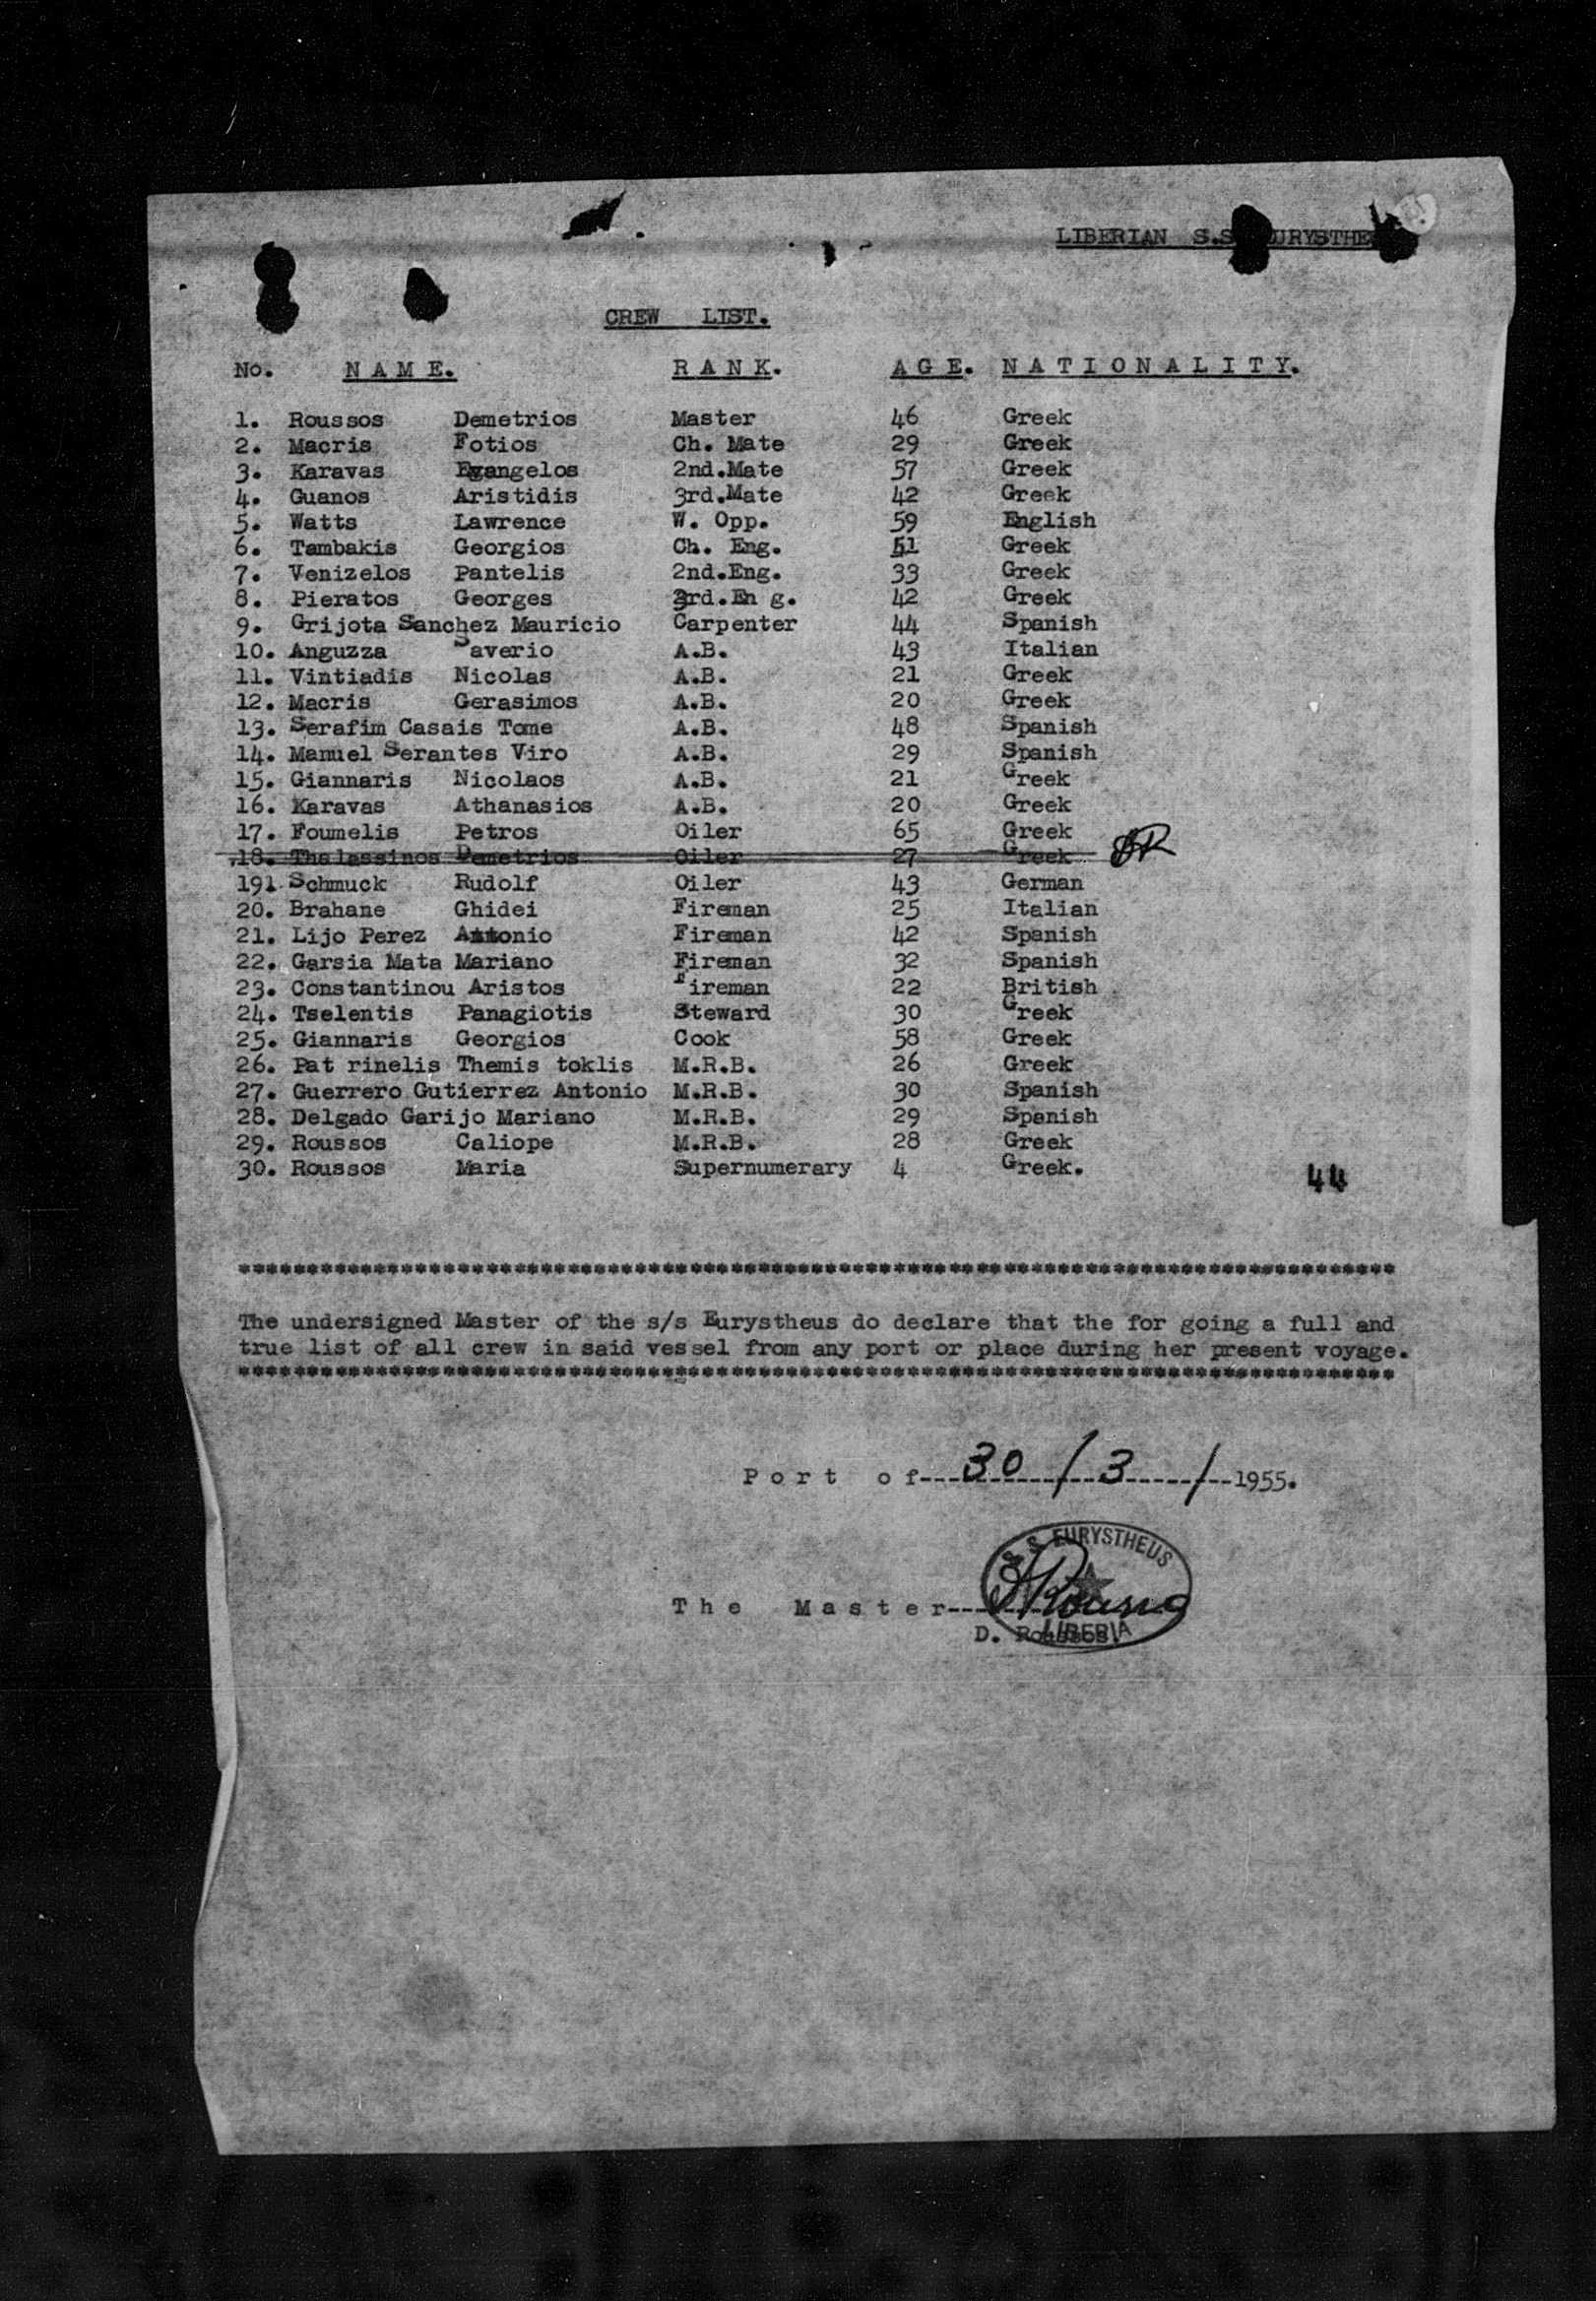 LIBERIAN S.S. EURYSTHE
CREW LIST.
No. N A M E. R A N K. A G E. N A T I O N A L I T Y.
1. Roussos Demetrios Master 46 Greek
2. Macris Fotios Ch. Mate 29 Greek
3. Karavas Evangelos 2nd.Mate 57 Greek
4. Guanos Aristidis 3rd.Mate 42 Greek
5. Watts Lawrence W. Opp. 59 English
6. Tambakis Georgios Ch. Eng. 51 Greek
7. Venizelos Pantelis 2nd.Eng. 33 Greek
8. Pieratos Georges 3rd.En g. 42 Greek
9. Grijota Sanchez Mauricio Carpenter 44 Spanish
10. Anguzza Saverio A.B. 43 Italian
11. Vintiadis Nicolas A.B. 21 Greek
12. Macris Gerasimos A.B. 20 Greek
13. Serafim Casais Tome A.B. 48 Spanish
14. Manuel Serantes Viro A.B. 29 Spanish
15. Giannaris Nicolaos A.B. 21 Greek
16. Karavas Athanasios A.B. 20 Greek
17. Foumelis Petros Oiler 65 Greek
18. Thalassinos Demetrios Oiler 27 Greek DR
191 Schmuck Rudolf Oiler 43 German
20. Brahane Ghidei Fireman 25 Italian
21. Lijo Perez Antonio Fireman 42 Spanish
22. Garsia Mata Mariano Fireman 32 Spanish
23. Constantinou Aristos Fireman 22 British
24. Tselentis Panagiotis Steward 30 Greek
25. Giannaris Georgios Cook 58 Greek
26. Pat rinelis Themis toklis M.R.B. 26 Greek
27. Guerrero Gutierrez Antonio M.R.B. 30 Spanish
28. Delgado Garijo Mariano M.R.B. 29 Spanish
29. Roussos Caliope M.R.B. 28 Greek
30. Roussos Maria Supernumerary 4 Greek.
44
*************************************************************************************
The undersigned Master of the s/s Eurystheus do declare that the for going a full and
true list of all crew in said vessel from any port or place during her present voyage.
*************************************************************************************
P o r t o f---30---/--3-----/--1955.
S.S. EURYSTHEUS
T h e M a s t e r--DRoussos
D. Roussos
LIBERIA